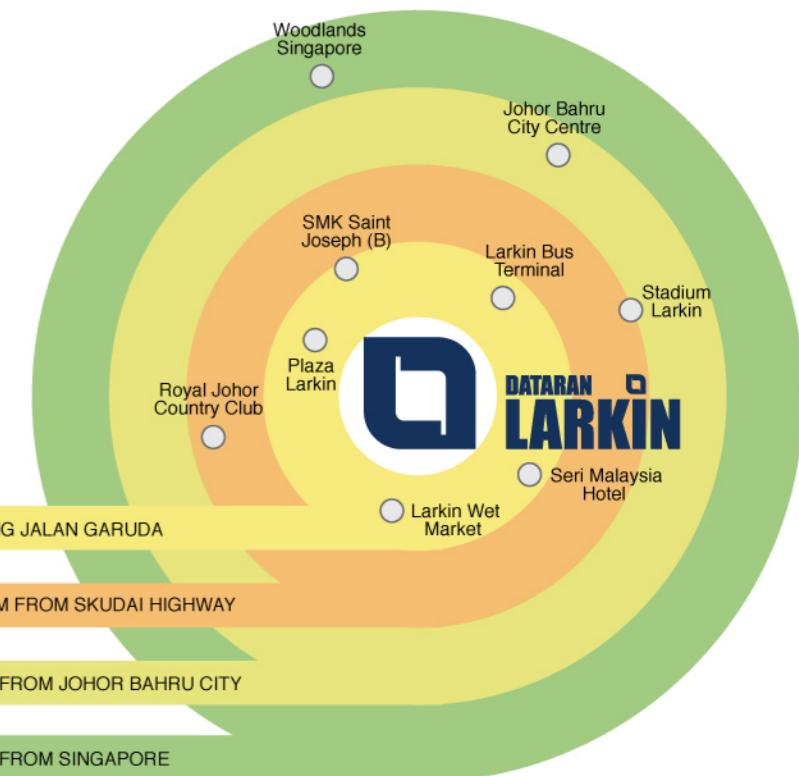 Woodlands
Singapore
Johor Bahru
City Centre
SMK Saint
Joseph (B)
Larkin Bus
Terminal
Stadium
Larkin
Plaza
Larkin
Royal Johor
Country Club
DATARAN
LARKIN
Seri Malaysia
Hotel
Larkin Wet
Market
JALAN GARUDA
FROM SKUDAI HIGHWAY
FROM JOHOR BAHRU CITY
FROM SINGAPORE